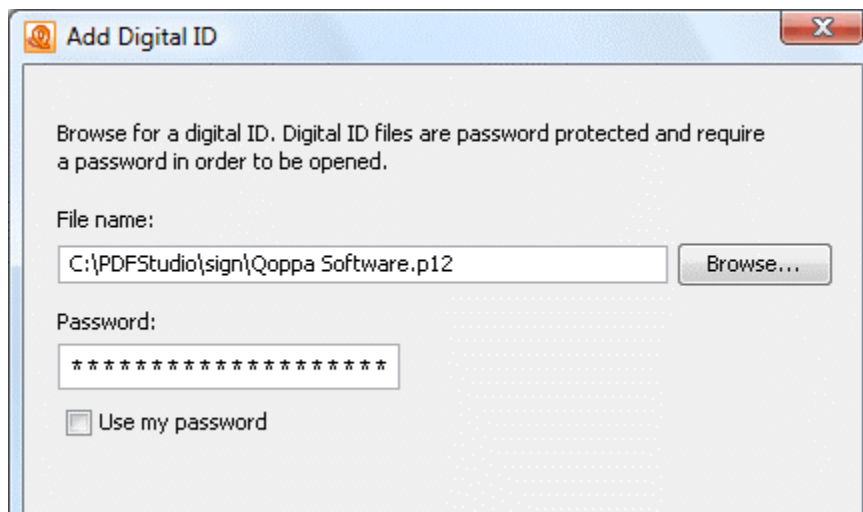 Add Digital ID
Browse for a digital ID. Digital ID files are password protected and require
a password in order to be opened.
File name:
C:\PDFStudio\sign\Qoppa Software.p12
Browse...
Password:
********************
Use my password